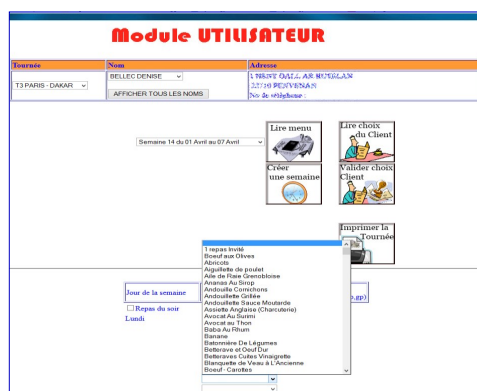 Module UTILISATEUR
Tournée Nom Adresse
T3 PARIS - DAKAR
BELLEC DENISE
AFFICHER TOUS LES NOMS
22710 PENVENAN
No de téléphone :
Semaine 14 du 01 Avril au 07 Avril
Lire menu
Lire choix
du Client
Créer
une semaine
Valider choix
Client
Imprimer la
Tournée
1 repas Invité
Boeuf aux Olives
Abricots
Aiguillette de poulet
Aile de Raie Grenobloise
Ananas Au Sirop
Andouille Cornichons
Andouillette Grillée
Andouillette Sauce Moutarde
Assiette Anglaise (Charcuterie)
Avocat Au Surimi
Avocat au Thon
Baba Au Rhum
Banane
Batonnière De Légumes
Betterave et Oeuf Dur
Betteraves Cuites Vinaigrette
Blanquette de Veau à L'Ancienne
Boeuf - Carottes
Jour de la semaine
Repas du soir
Lundi